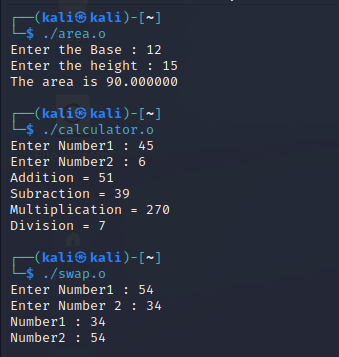 ┌──(kali㉿kali)-[~]
└─$ ./area.o
Enter the Base : 12
Enter the height : 15
The area is 90.000000
┌──(kali㉿kali)-[~]
└─$ ./calculator.o
Enter Number1 : 45
Enter Number2 : 6
Addition = 51
Subraction = 39
Multiplication = 270
Division = 7
┌──(kali㉿kali)-[~]
└─$ ./swap.o
Enter Number1 : 54
Enter Number 2 : 34
Number1 : 34
Number2 : 54